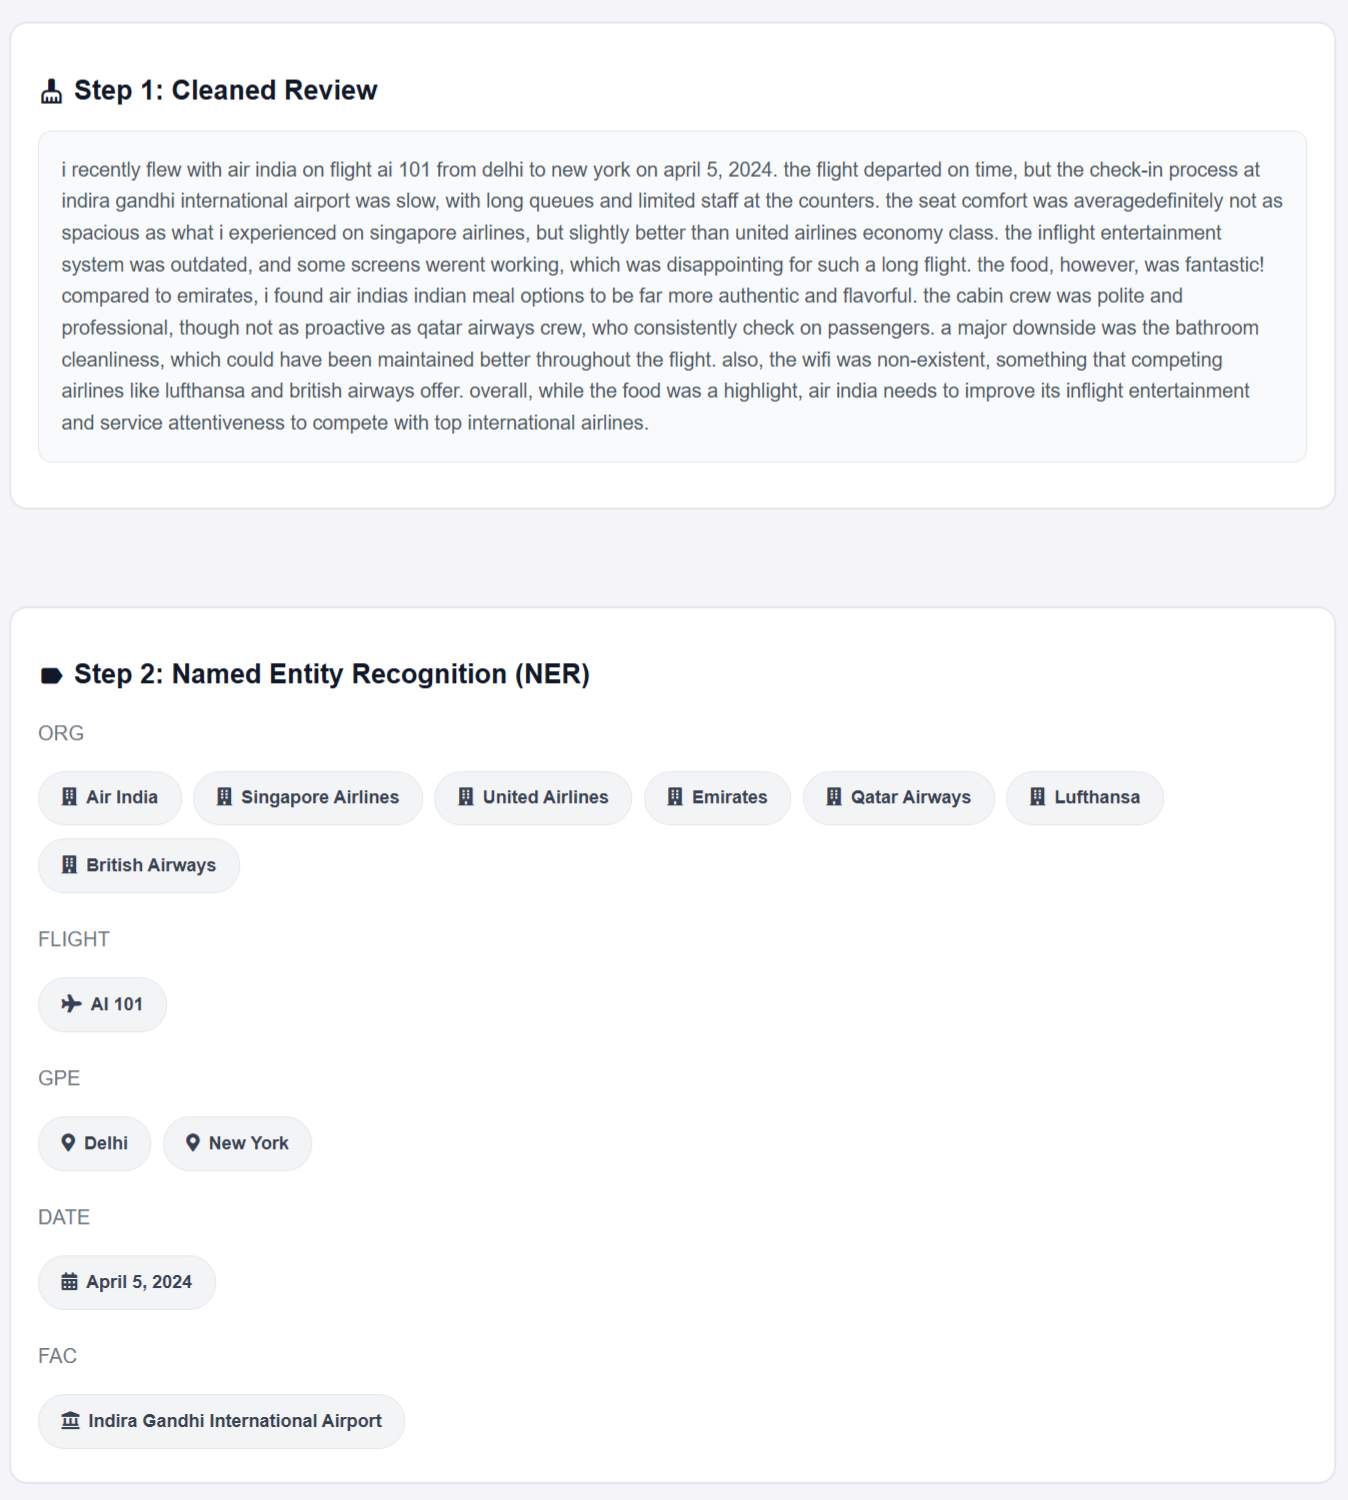 Step 1: Cleaned Review
i recently flew with air india on flight ai 101 from delhi to new york on april 5, 2024. the flight departed on time, but the check-in process at
indira gandhi international airport was slow, with long queues and limited staff at the counters. the seat comfort was averagedefinitely not as
spacious as what i experienced on singapore airlines, but slightly better than united airlines economy class. the inflight entertainment
system was outdated, and some screens werent working, which was disappointing for such a long flight. the food, however, was fantastic!
compared to emirates, i found air indias indian meal options to be far more authentic and flavorful. the cabin crew was polite and
professional, though not as proactive as qatar airways crew, who consistently check on passengers. a major downside was the bathroom
cleanliness, which could have been maintained better throughout the flight. also, the wifi was non-existent, something that competing
airlines like lufthansa and british airways offer. overall, while the food was a highlight, air india needs to improve its inflight entertainment
and service attentiveness to compete with top international airlines.
Step 2: Named Entity Recognition (NER)
ORG
Air India Singapore Airlines United Airlines Emirates Qatar Airways Lufthansa
British Airways
FLIGHT
AI 101
GPE
Delhi New York
DATE
April 5, 2024
FAC
Indira Gandhi International Airport